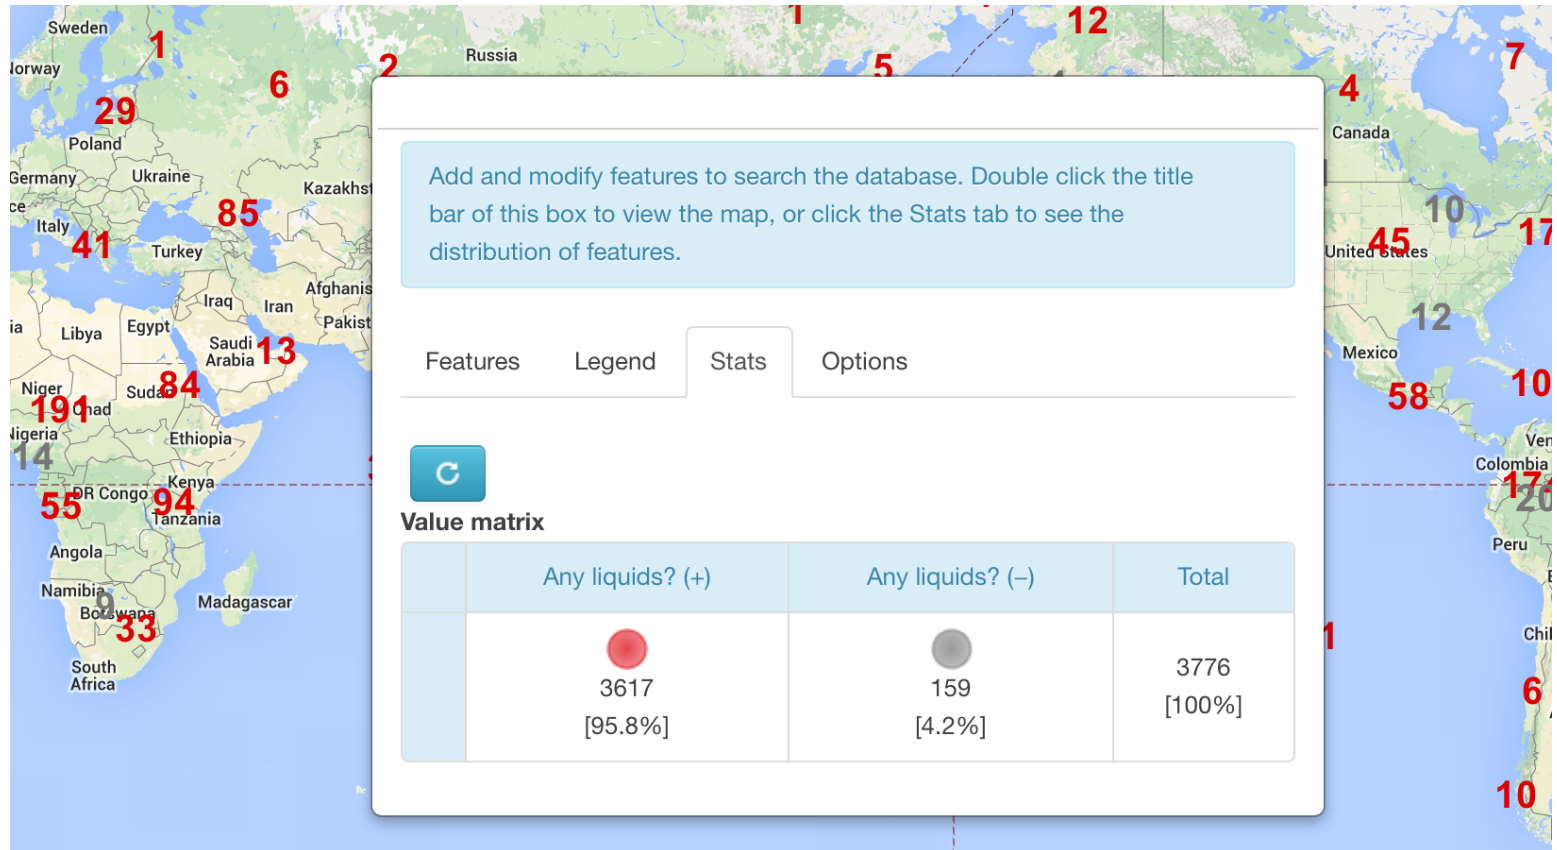 Sweden
1
12
Russia
7
2
5
6
4
29
Canada
Poland
Germany
Ukraine
Add and modify features to search the database. Double click the title
bar of this box to view the map, or click the Stats tab to see the
distribution of features.
10
85
Italy
41
Turkey
45
17
United States
Afghanis
Iraq
Iran
12
Pakist
Libya
Egypt
Saudi
Arabia
13
Mexico
Features
Legend
Stats
Options
Niger
Sudan
84
191
Chad
10
58
Nigeria
Ethiopia
14
Colombia
Kenya
DR Congo
55
94
Tanzania
20
Value matrix
Peru
Angola
Any liquids? (+)
Any liquids? (–)
Total
Namibia
9
Botswana
Madagascar
33
1
South
Africa
3617
[95.8%]
159
[4.2%]
3776
[100%]
6
10